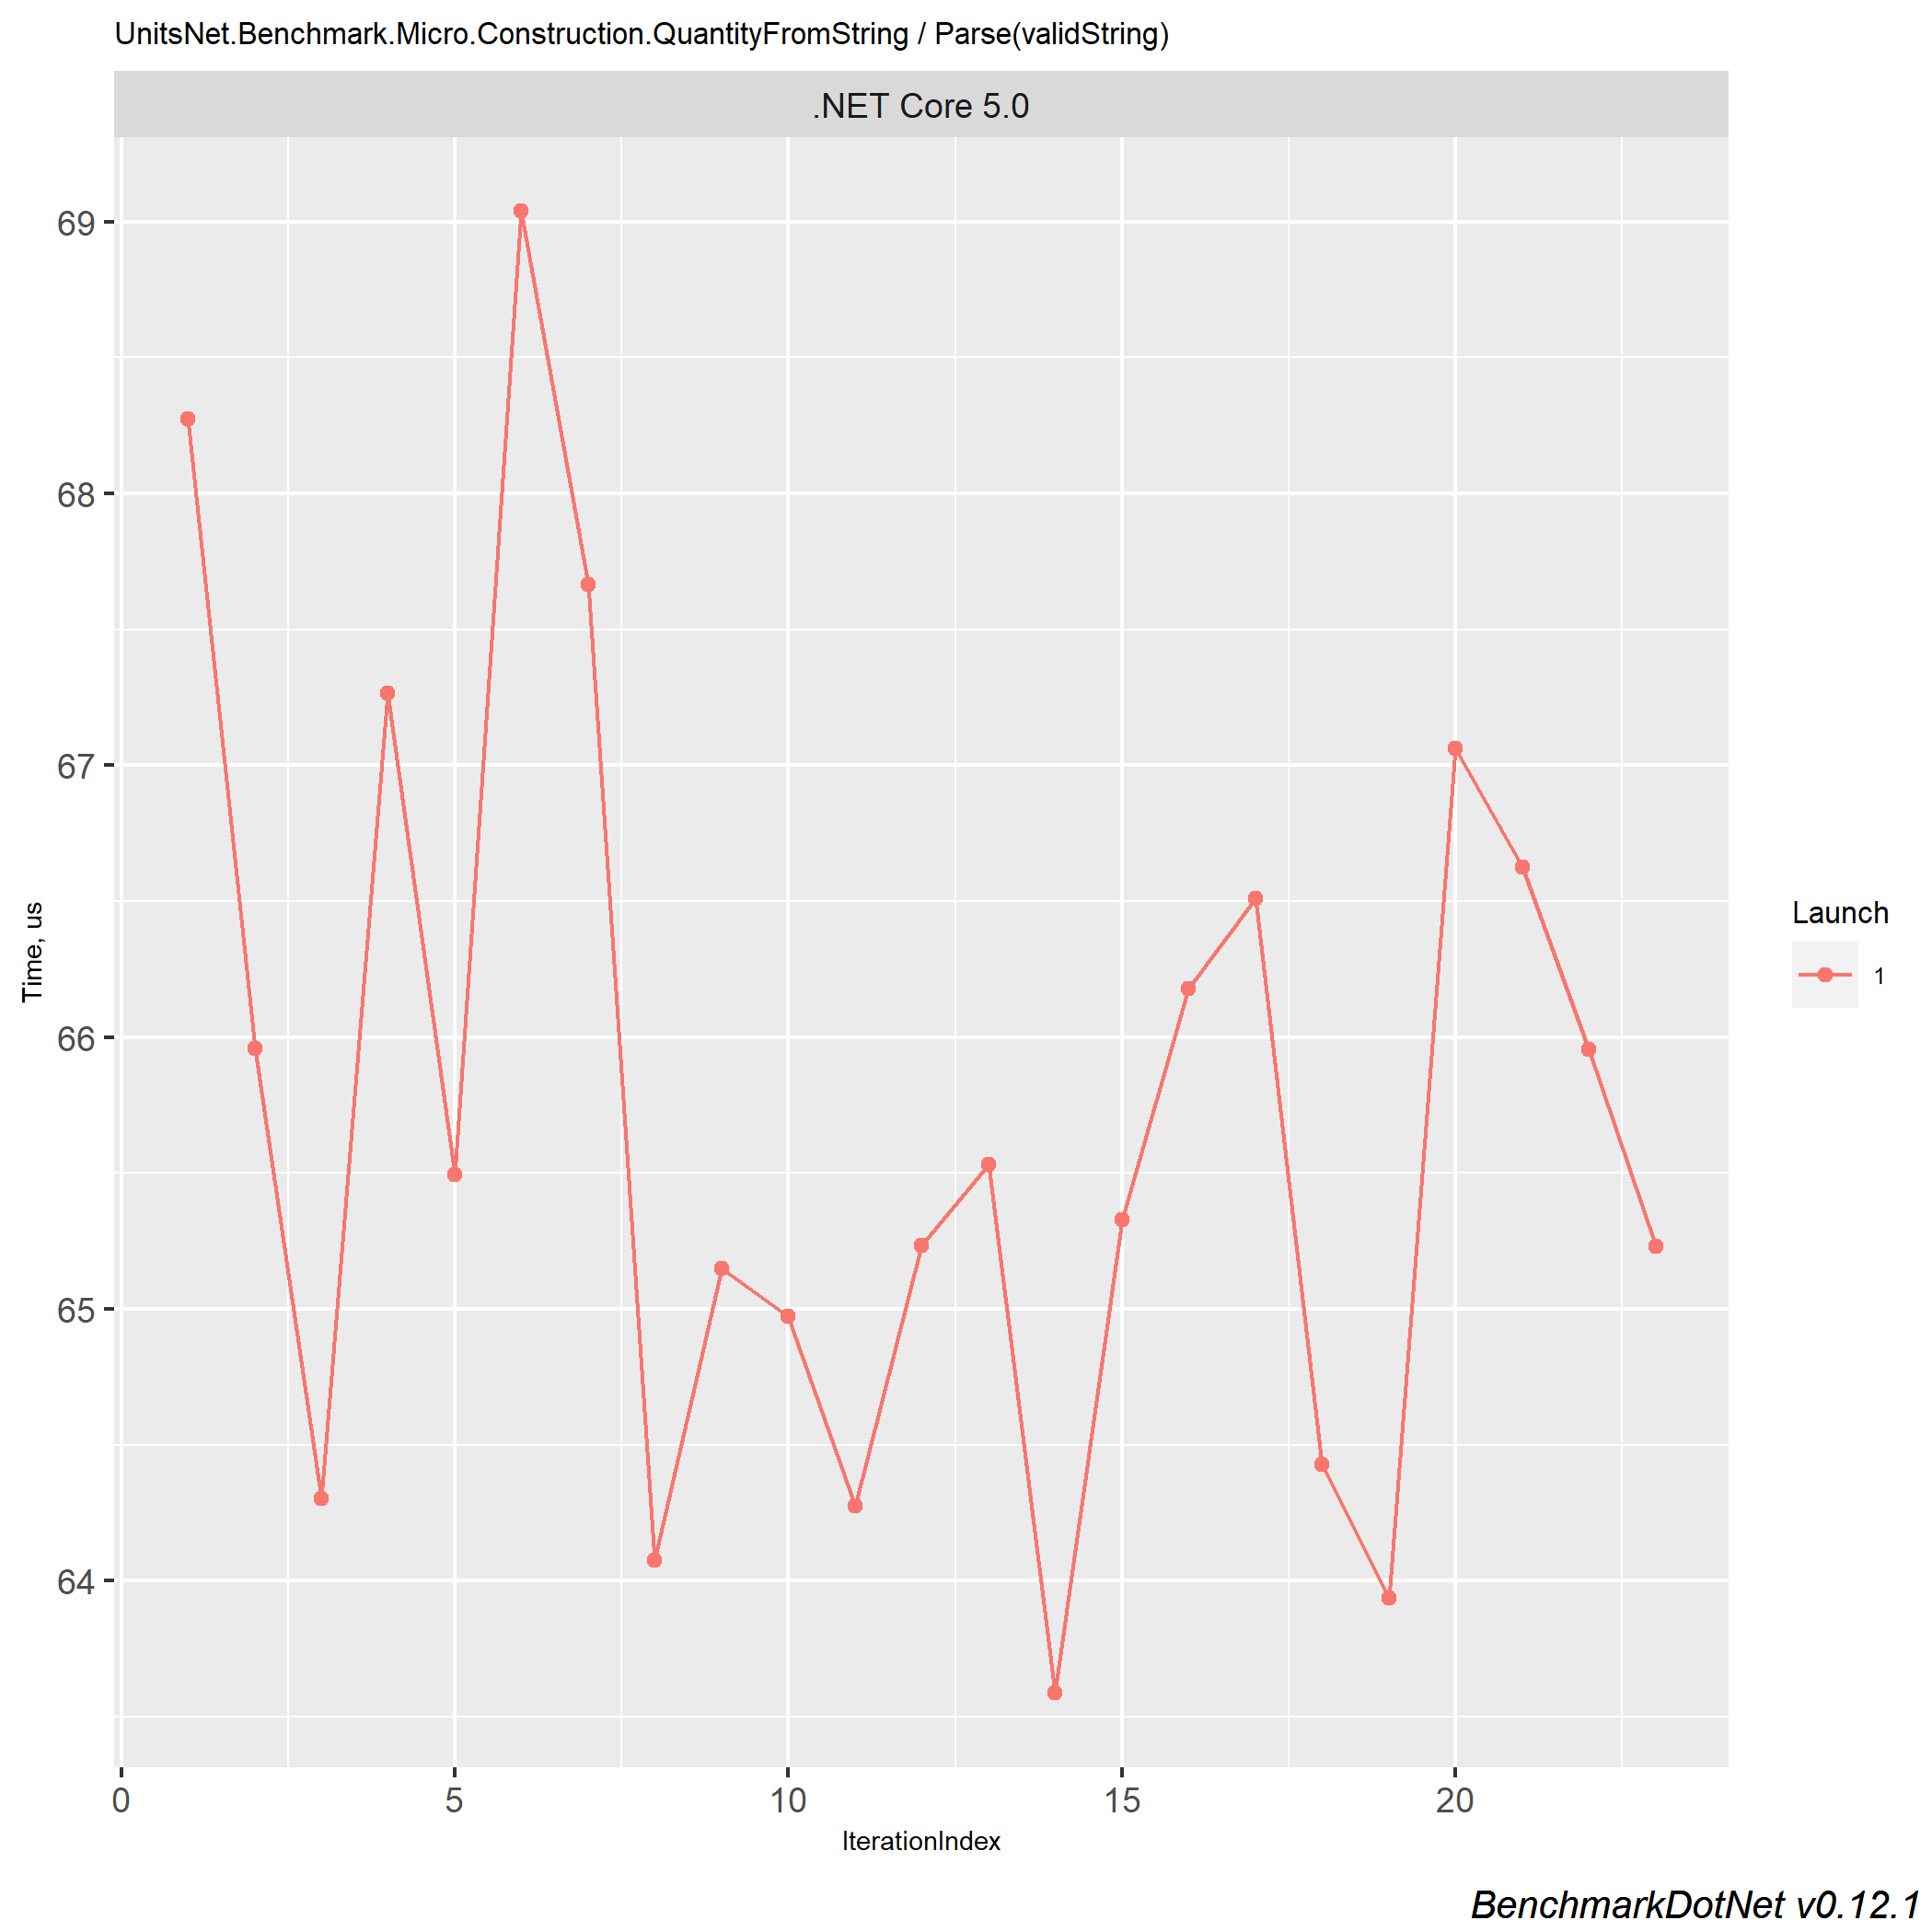 UnitsNet.Benchmark.Micro.Construction.QuantityFromString / Parse(validString)
.NET Core 5.0
69
68
67
66
65
64
Time, us
0 5 10 15 20
IterationIndex
Launch
1
BenchmarkDotNet v0.12.1